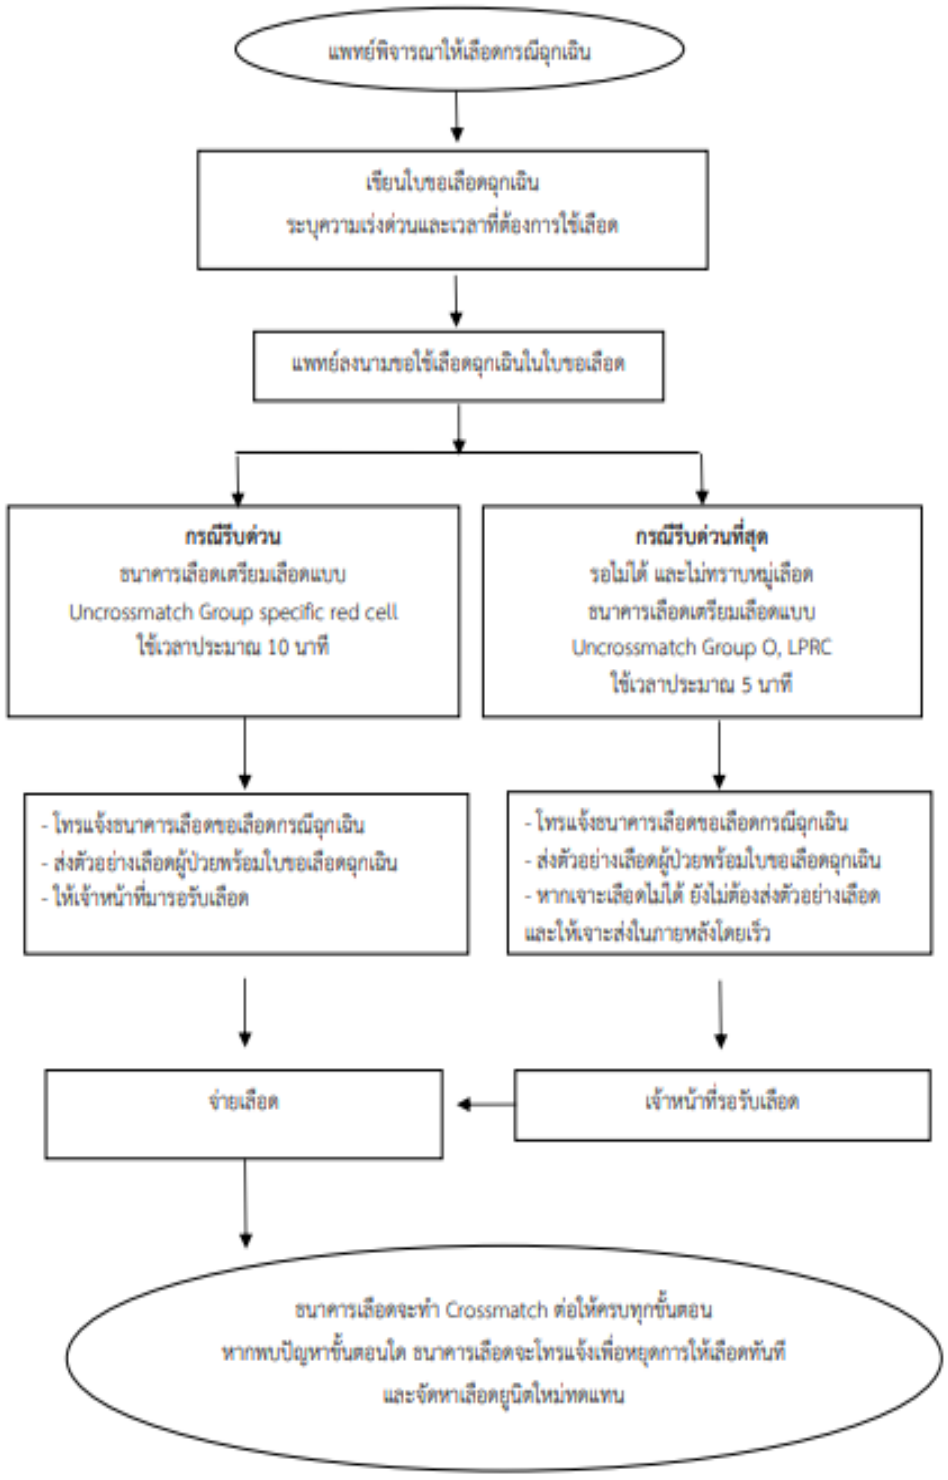 แพทย์พิจารณาให้เลือดกรณีฉุกเฉิน
เขียนใบขอเลือดฉุกเฉิน
ระบุความเร่งด่วนและเวลาที่ต้องการใช้เลือด
แพทย์ลงนามขอใช้เลือดฉุกเฉินในใบขอเลือด
กรณีรีบด่วน
ธนาคารเลือดเตรียมเลือดแบบ
Uncrossmatch Group specific red cell
ใช้เวลาประมาณ 10 นาที
กรณีรีบด่วนที่สุด
รอไม่ได้ และไม่ทราบหมู่เลือด
ธนาคารเลือดเตรียมเลือดแบบ
Uncrossmatch Group O, LPRC
ใช้เวลาประมาณ 5 นาที
- โทรแจ้งธนาคารเลือดขอเลือดกรณีฉุกเฉิน
- ส่งตัวอย่างเลือดผู้ป่วยพร้อมใบขอเลือดฉุกเฉิน
- ให้เจ้าหน้าที่มารอรับเลือด
- โทรแจ้งธนาคารเลือดขอเลือดกรณีฉุกเฉิน
- ส่งตัวอย่างเลือดผู้ป่วยพร้อมใบขอเลือดฉุกเฉิน
- หากเจาะเลือดไม่ได้ ยังไม่ต้องส่งตัวอย่างเลือด
และให้เจาะส่งในภายหลังโดยเร็ว
จ่ายเลือด
เจ้าหน้าที่รอรับเลือด
ธนาคารเลือดจะทำ Crossmatch ต่อให้ครบทุกขั้นตอน
หากพบปัญหาขั้นตอนใด ธนาคารเลือดจะโทรแจ้งเพื่อหยุดการให้เลือดทันที
และจัดหาเลือดยูนิตใหม่ทดแทน